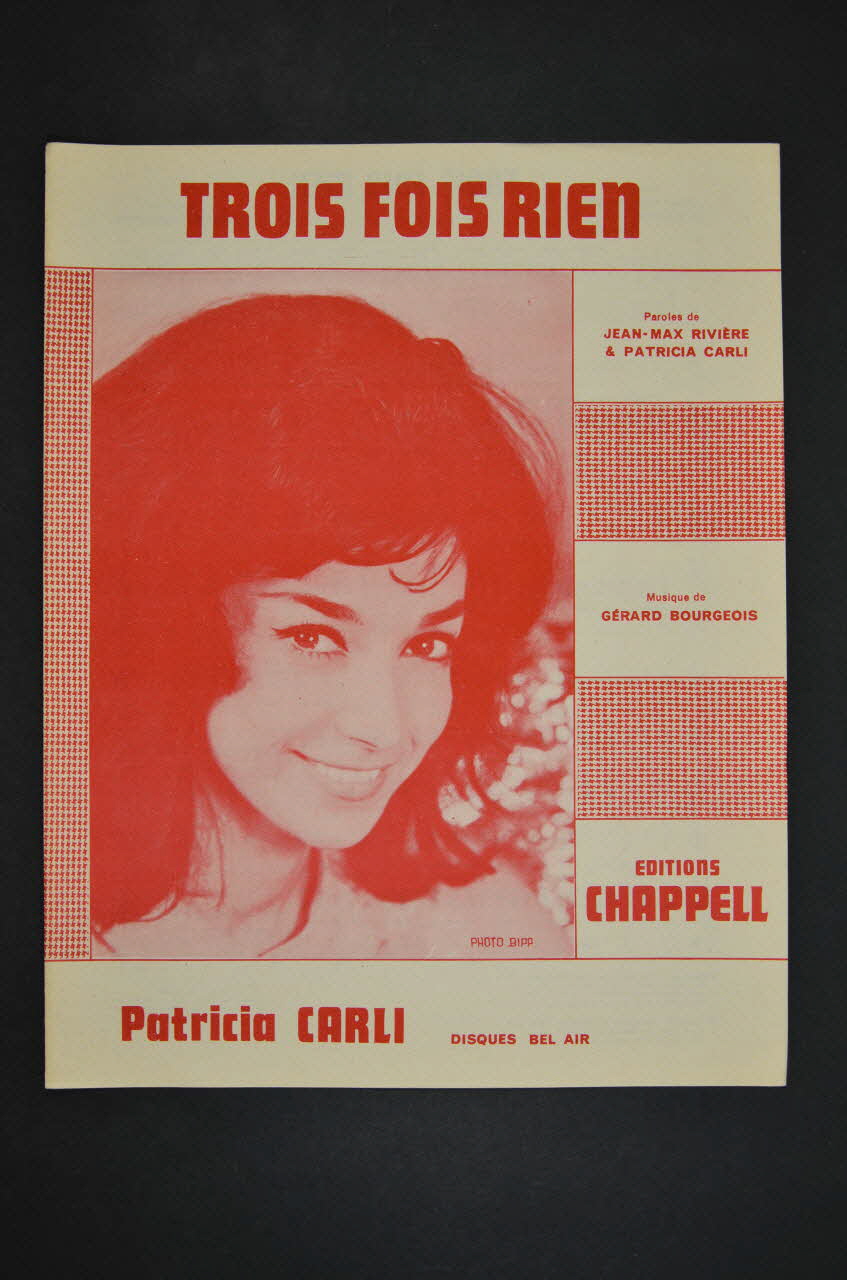 TROIS FOIS RIEN
Paroles de
JEAN-MAX RIVIÈRE
& PATRICIA CARLI
Musique de
GÉRARD BOURGEOIS
EDITIONS
CHAPPELL
PHOTO BIPP
Patricia CARLI DISQUES BEL AIR